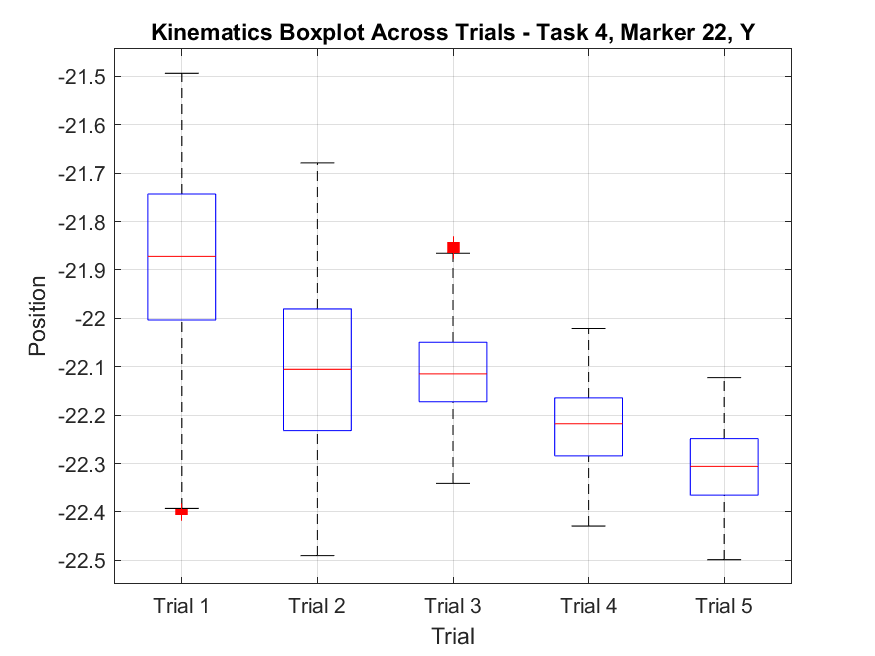 Kinematics Boxplot Across Trials - Task 4, Marker 22, Y
-21.5
-21.6
-21.7
-21.8
-21.9
-22
-22.1
-22.2
-22.3
-22.4
-22.5
Position
Trial 1 Trial 2 Trial 3 Trial 4 Trial 5
Trial